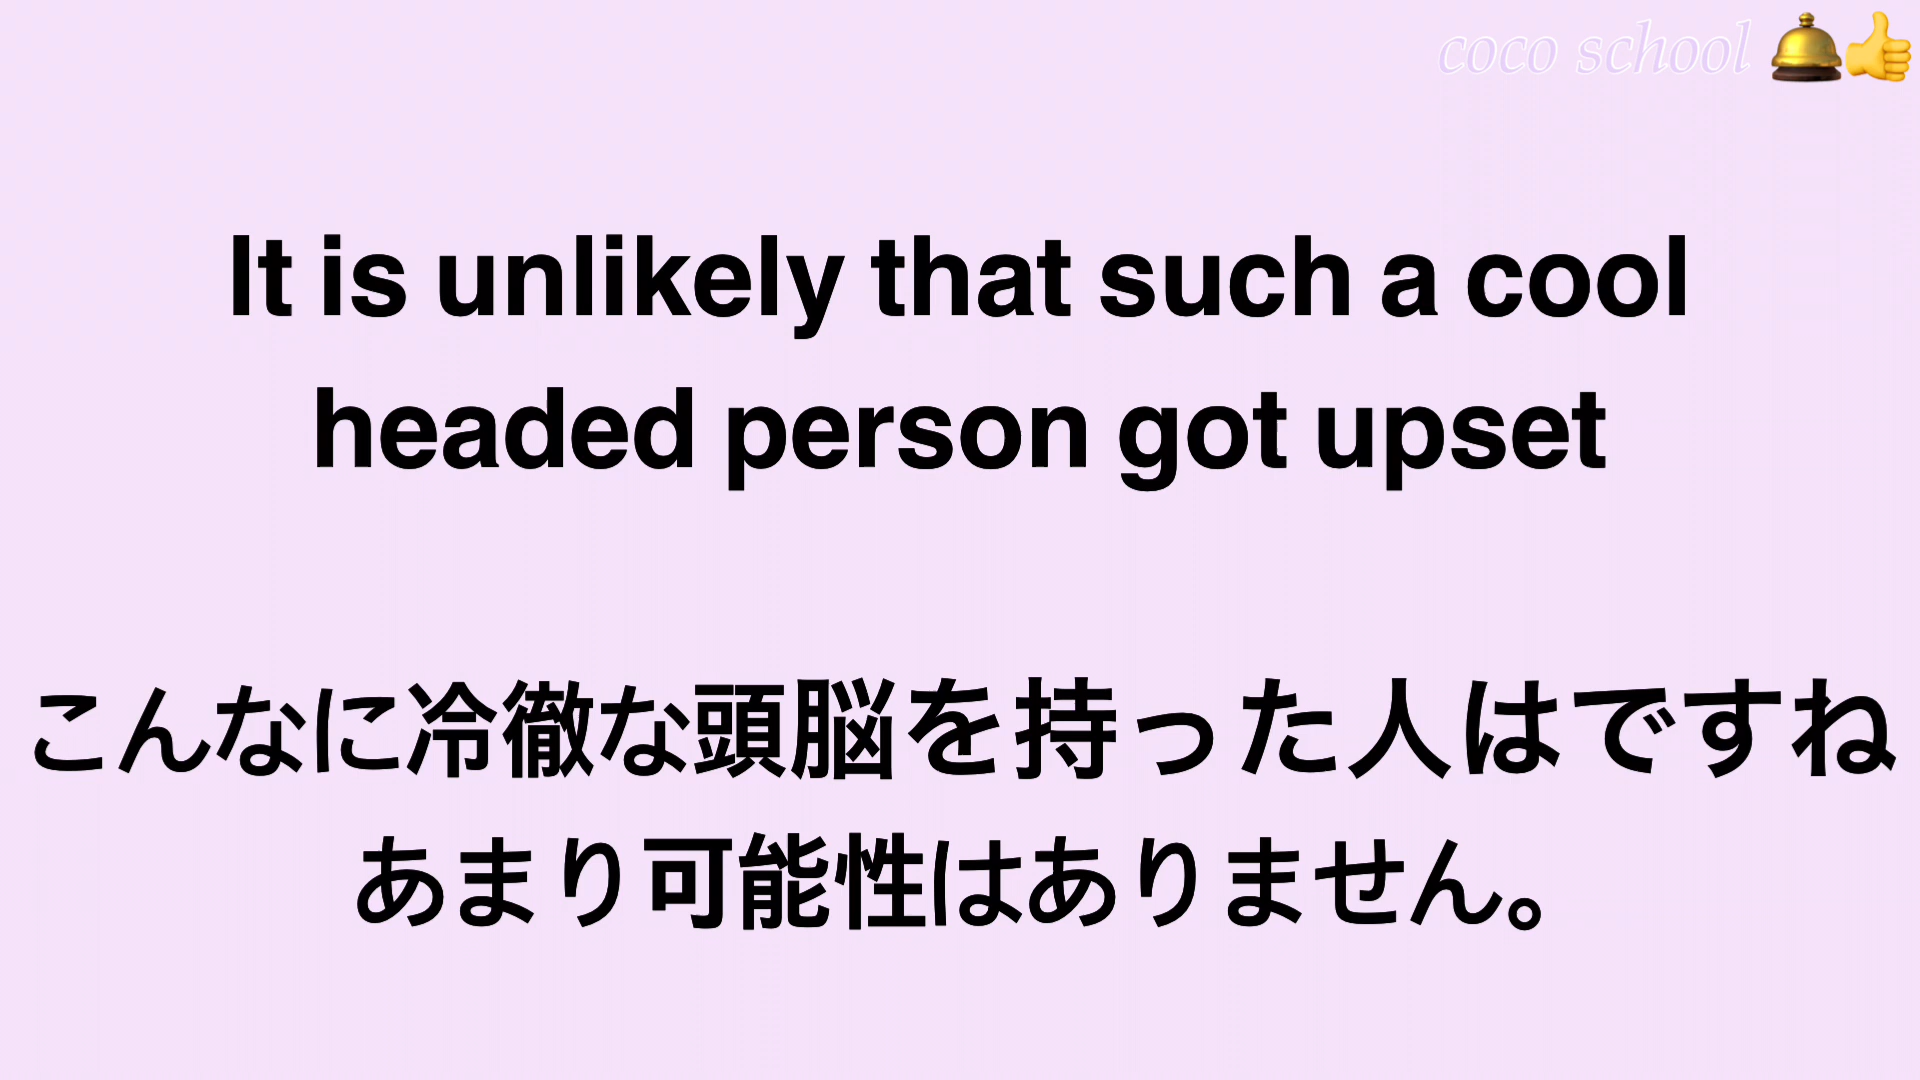 coco school
It is unlikely that such a cool
headed person got upset
こんなに冷徹な頭脳を持った人はですね
あまり可能性はありません。